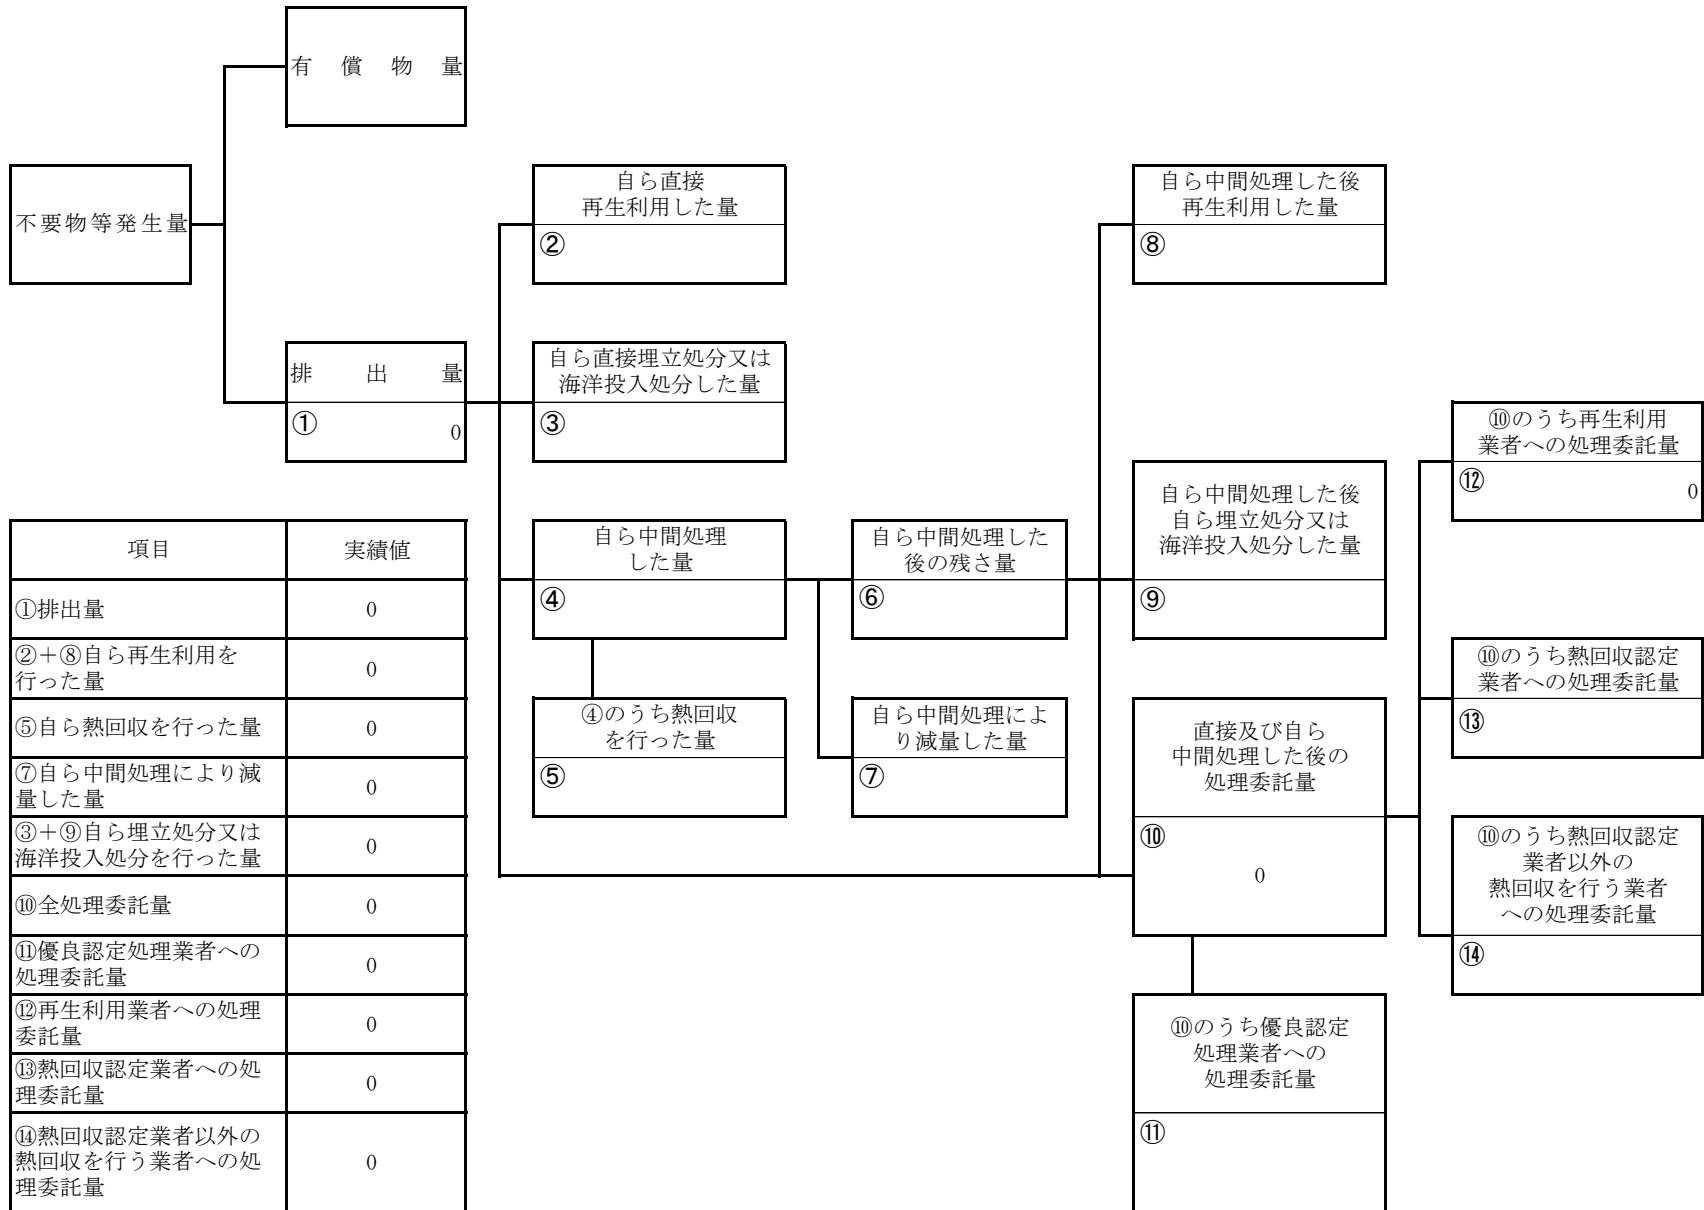 有償物量
不要物等発生量
自ら直接
再生利用した量
②
自ら中間処理した後
再生利用した量
⑧
排出量
①
0
自ら直接埋立処分又は
海洋投入処分した量
③
⑩のうち再生利用
業者への処理委託量
⑫
0
自ら中間処理
した量
④
自ら中間処理した
後の残さ量
⑥
自ら中間処理した後
自ら埋立処分又は
海洋投入処分した量
⑨
⑩のうち熱回収認定
業者への処理委託量
⑬
④のうち熱回収
を行った量
⑤
自ら中間処理によ
り減量した量
⑦
直接及び自ら
中間処理した後の
処理委託量
⑩
0
⑩のうち熱回収認定
業者以外の
熱回収を行う業者
への処理委託量
⑭
⑩のうち優良認定
処理業者への
処理委託量
⑪
項目
実績値
①排出量
0
②＋⑧自ら再生利用を
行った量
0
⑤自ら熱回収を行った量
0
⑦自ら中間処理により減
量した量
0
③＋⑨自ら埋立処分又は
海洋投入処分を行った量
0
⑩全処理委託量
0
⑪優良認定処理業者への
処理委託量
0
⑫再生利用業者への処理
委託量
0
⑬熱回収認定業者への処
理委託量
0
⑭熱回収認定業者以外の
熱回収を行う業者への処
理委託量
0